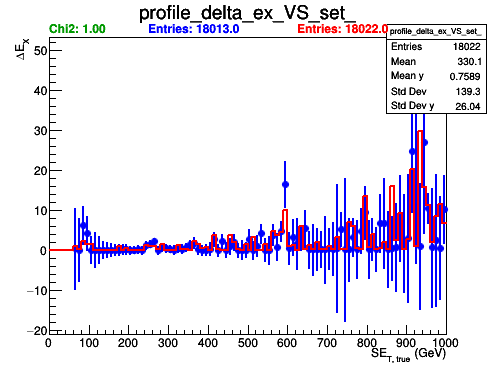 profile_delta_ex_VS_set_
Chi2: 1.00 Entries: 18013.0 Entries: 18022.0
profile_delta_ex_VS_set_
Entries 18022
Mean 330.1
Mean y 0.7589
Std Dev 139.3
Std Dev y 26.04
ΔEx
50
40
30
20
10
0
−10
−20
0 100 200 300 400 500 600 700 800 900 1000
SET, true (GeV)